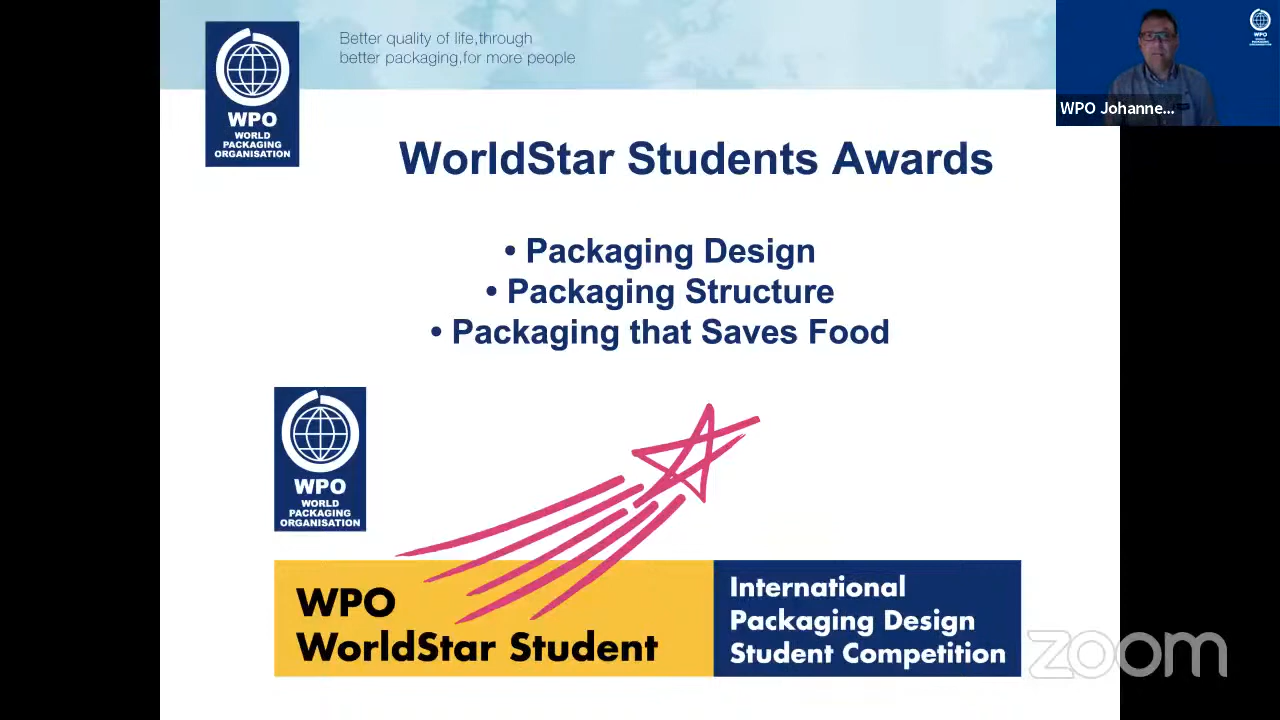 Better quality of life,through
better packaging,for more people
WPO
WORLD
PACKAGING
ORGANISATION
WPO
WPO Johanne...
WorldStar Students Awards
• Packaging Design
• Packaging Structure
• Packaging that Saves Food
WPO
WORLD
PACKAGING
ORGANISATION
WPO
WorldStar Student
International
Packaging Design
Student Competition
zoom